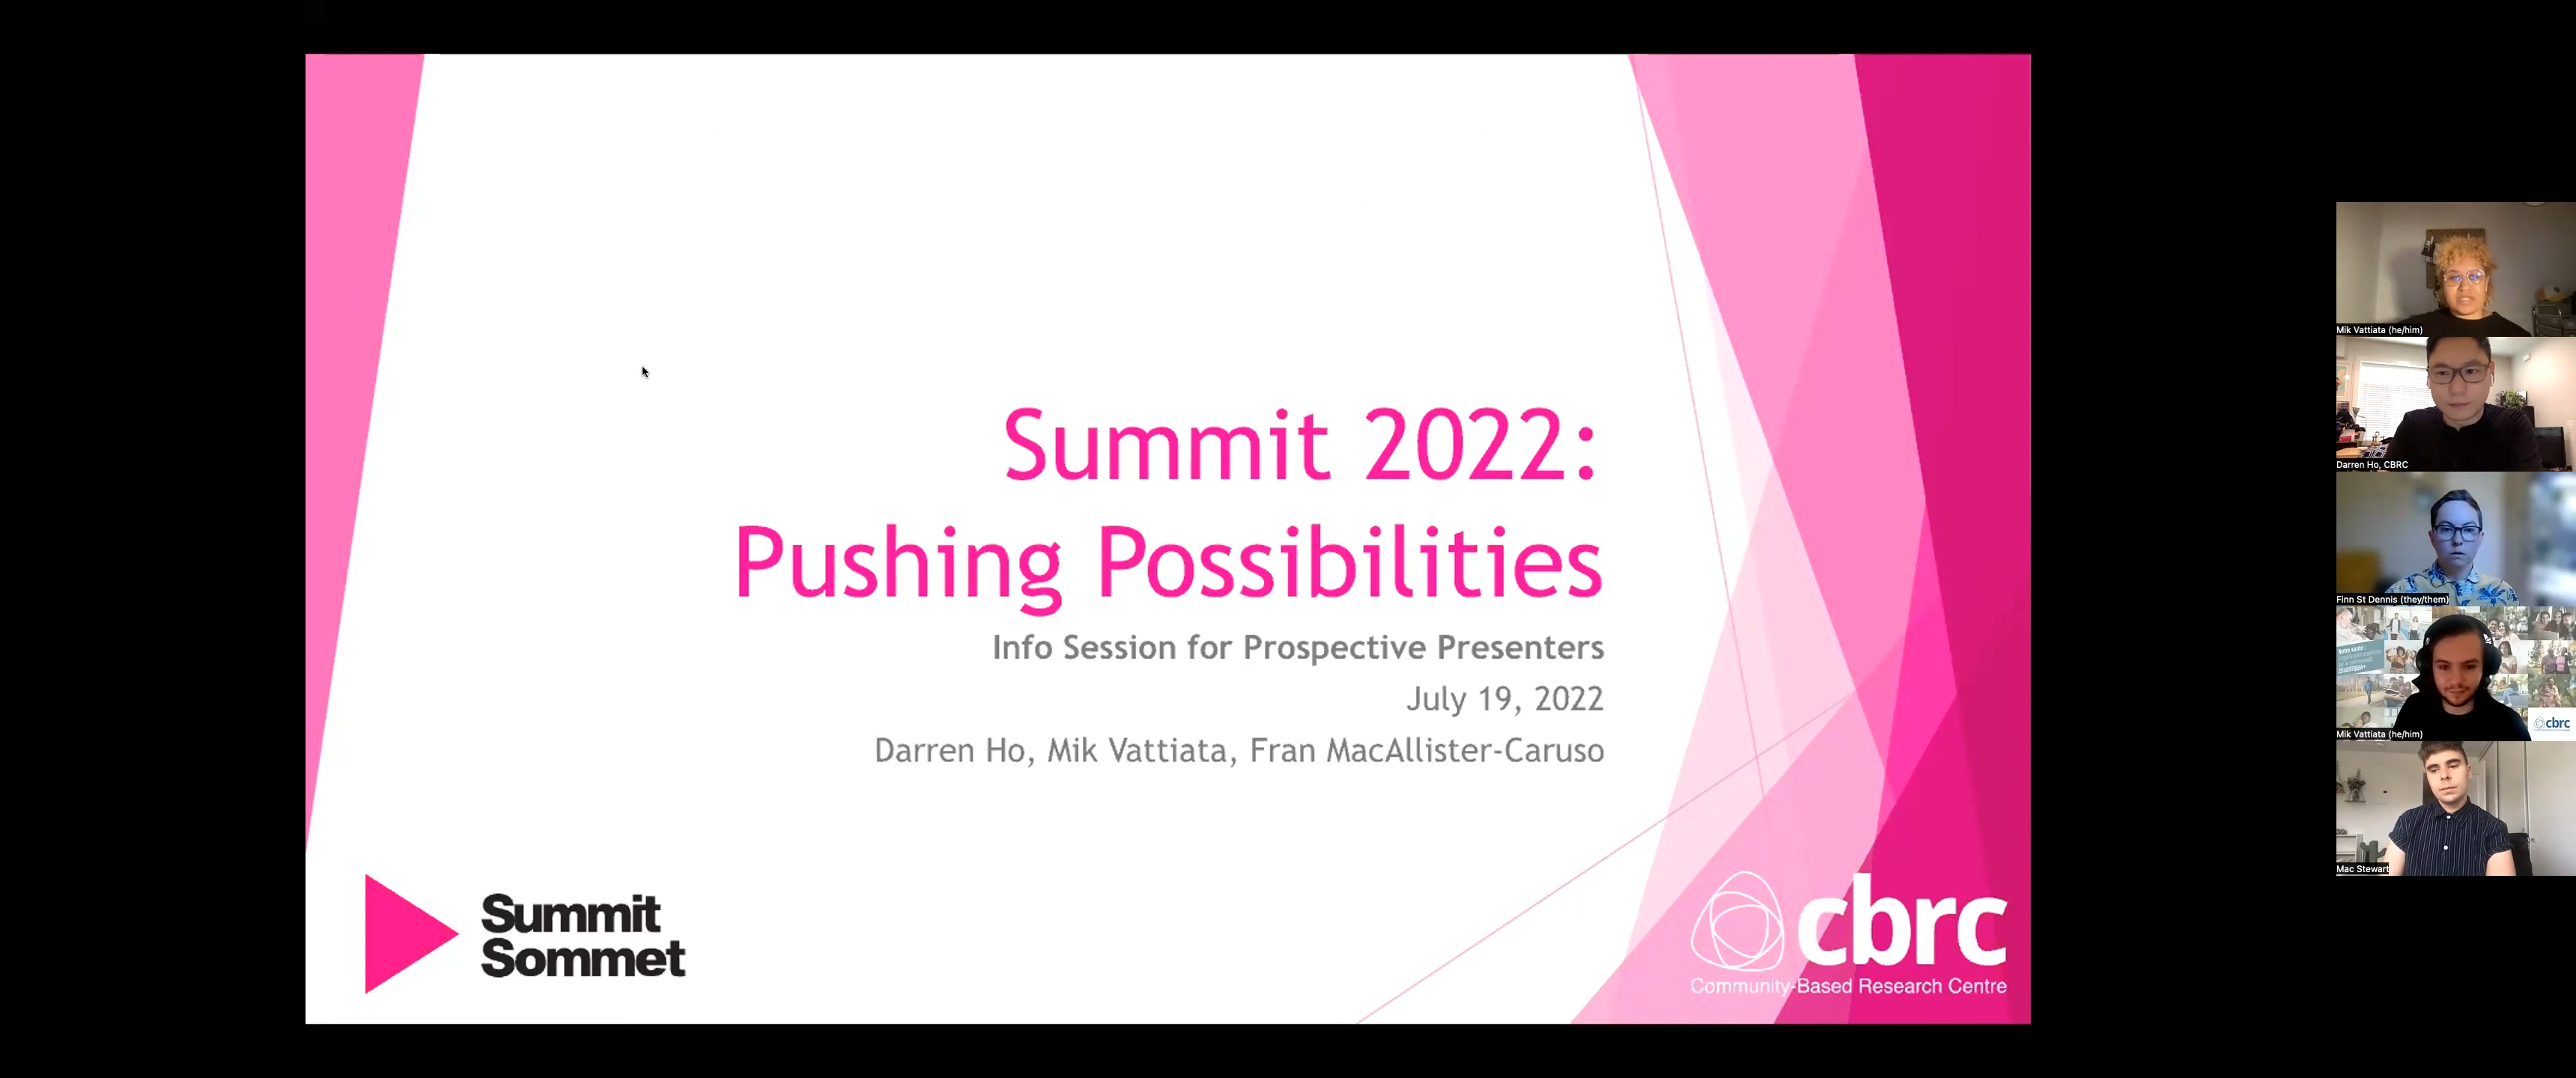 Summit 2022:
Pushing Possibilities
Info Session for Prospective Presenters
July 19, 2022
Darren Ho, Mik Vattiata, Fran MacAllister-Caruso
Summit
Sommet
cbrc
Community-Based Research Centre
Mik Vattiata (he/him)
Darren Ho, CBRC
Finn St Dennis (they/them)
cbrc
Mik Vattiata (he/him)
Mac Stewart